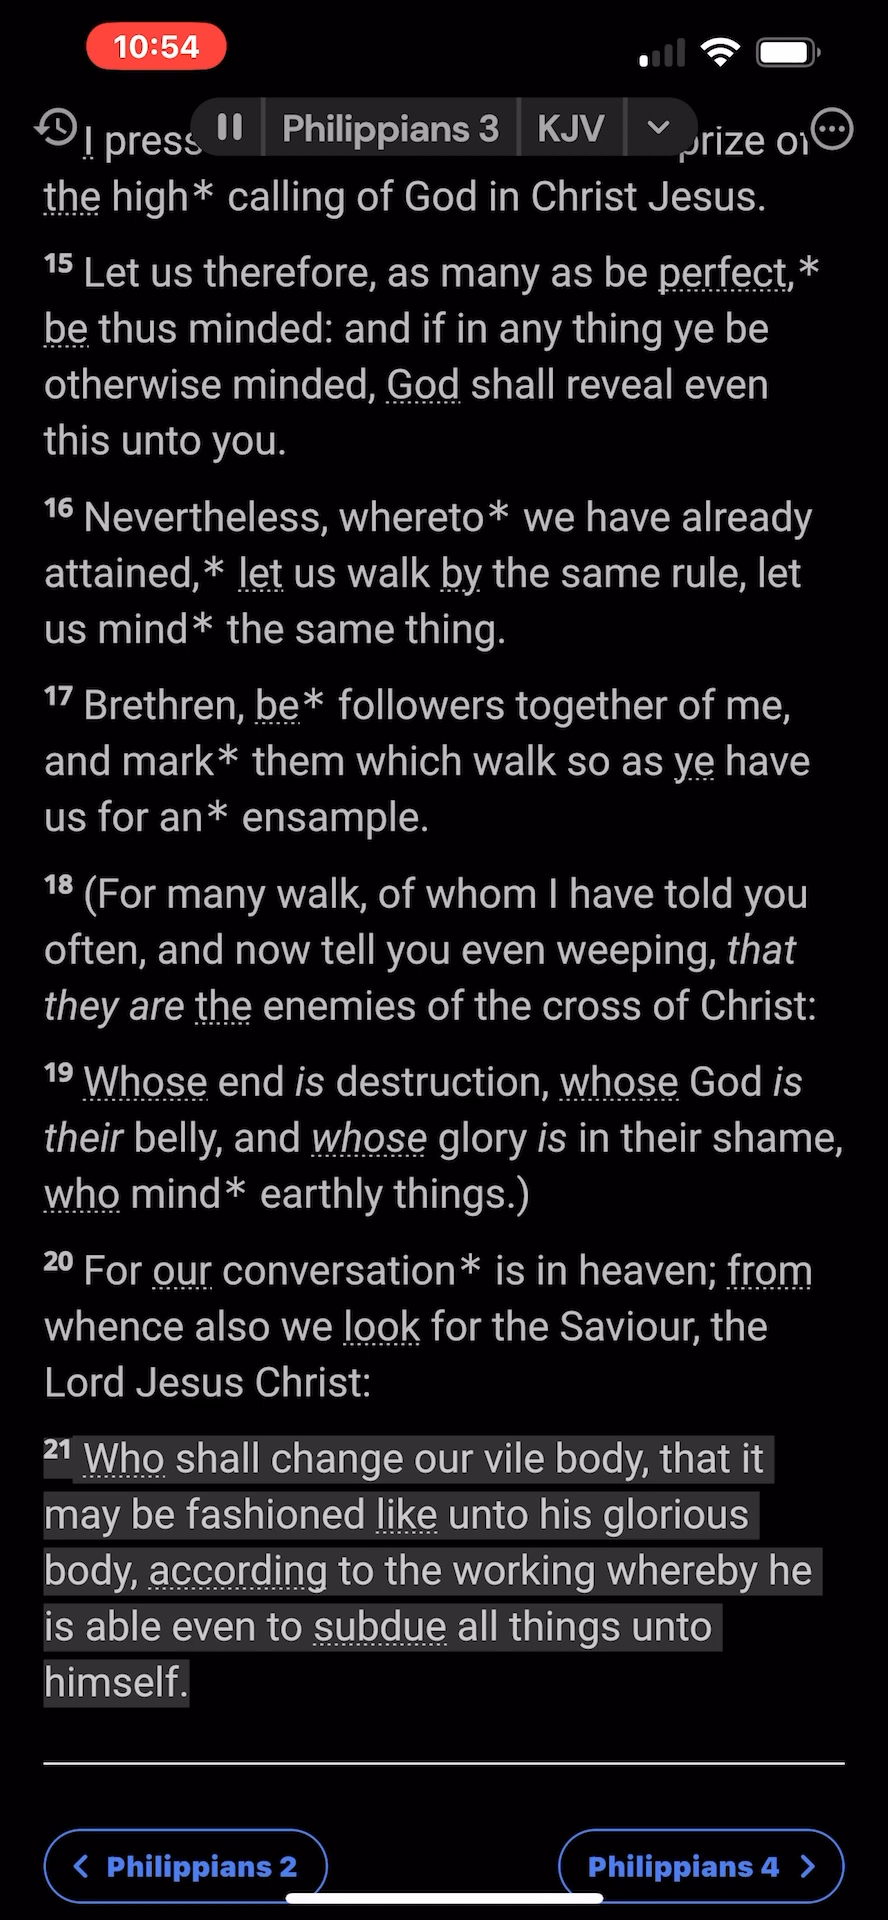 10:54
Philippians 3 KJV
I press prize of
the high* calling of God in Christ Jesus.
15 Let us therefore, as many as be perfect,*
be thus minded: and if in any thing ye be
otherwise minded, God shall reveal even
this unto you.
16 Nevertheless, whereto* we have already
attained,* let us walk by the same rule, let
us mind* the same thing.
17 Brethren, be* followers together of me,
and mark* them which walk so as ye have
us for an* ensample.
18 (For many walk, of whom I have told you
often, and now tell you even weeping, that
they are the enemies of the cross of Christ:
19 Whose end is destruction, whose God is
their belly, and whose glory is in their shame,
who mind* earthly things.)
20 For our conversation* is in heaven; from
whence also we look for the Saviour, the
Lord Jesus Christ:
21 Who shall change our vile body, that it
may be fashioned like unto his glorious
body, according to the working whereby he
is able even to subdue all things unto
himself.
Philippians 2
Philippians 4